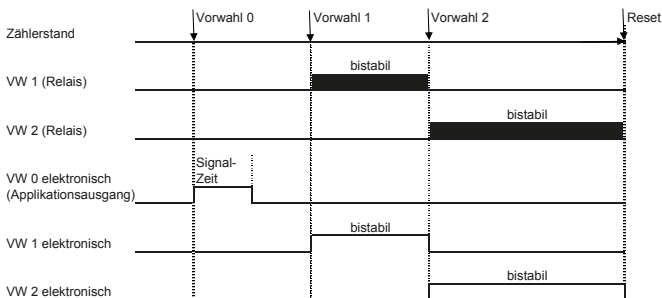 Vorwahl 0 Vorwahl 1 Vorwahl 2 Reset
Zählerstand
bistabil
VW 1 (Relais)
bistabil
VW 2 (Relais)
Signal-
Zeit
VW 0 elektronisch
(Applikationsausgang)
bistabil
VW 1 elektronisch
bistabil
VW 2 elektronisch